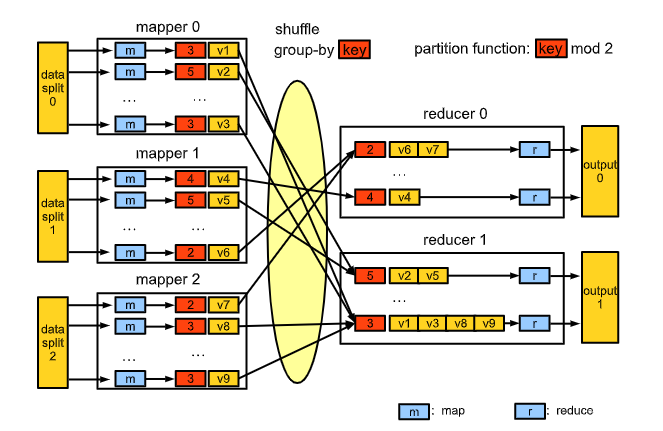 mapper 0
shuffle
group-by key
partition function: key mod 2
data
split
0
m 3 v1
m 5 v2
... ...
m 3 v3
mapper 1
data
split
1
m 4 v4
m 5 v5
... ...
m 2 v6
mapper 2
data
split
2
m 2 v7
m 3 v8
... ...
m 3 v9
reducer 0
2 v6 v7 r
...
4 v4 r
output
0
reducer 1
5 v2 v5 r
...
3 v1 v3 v8 v9 r
output
1
m : map
r : reduce